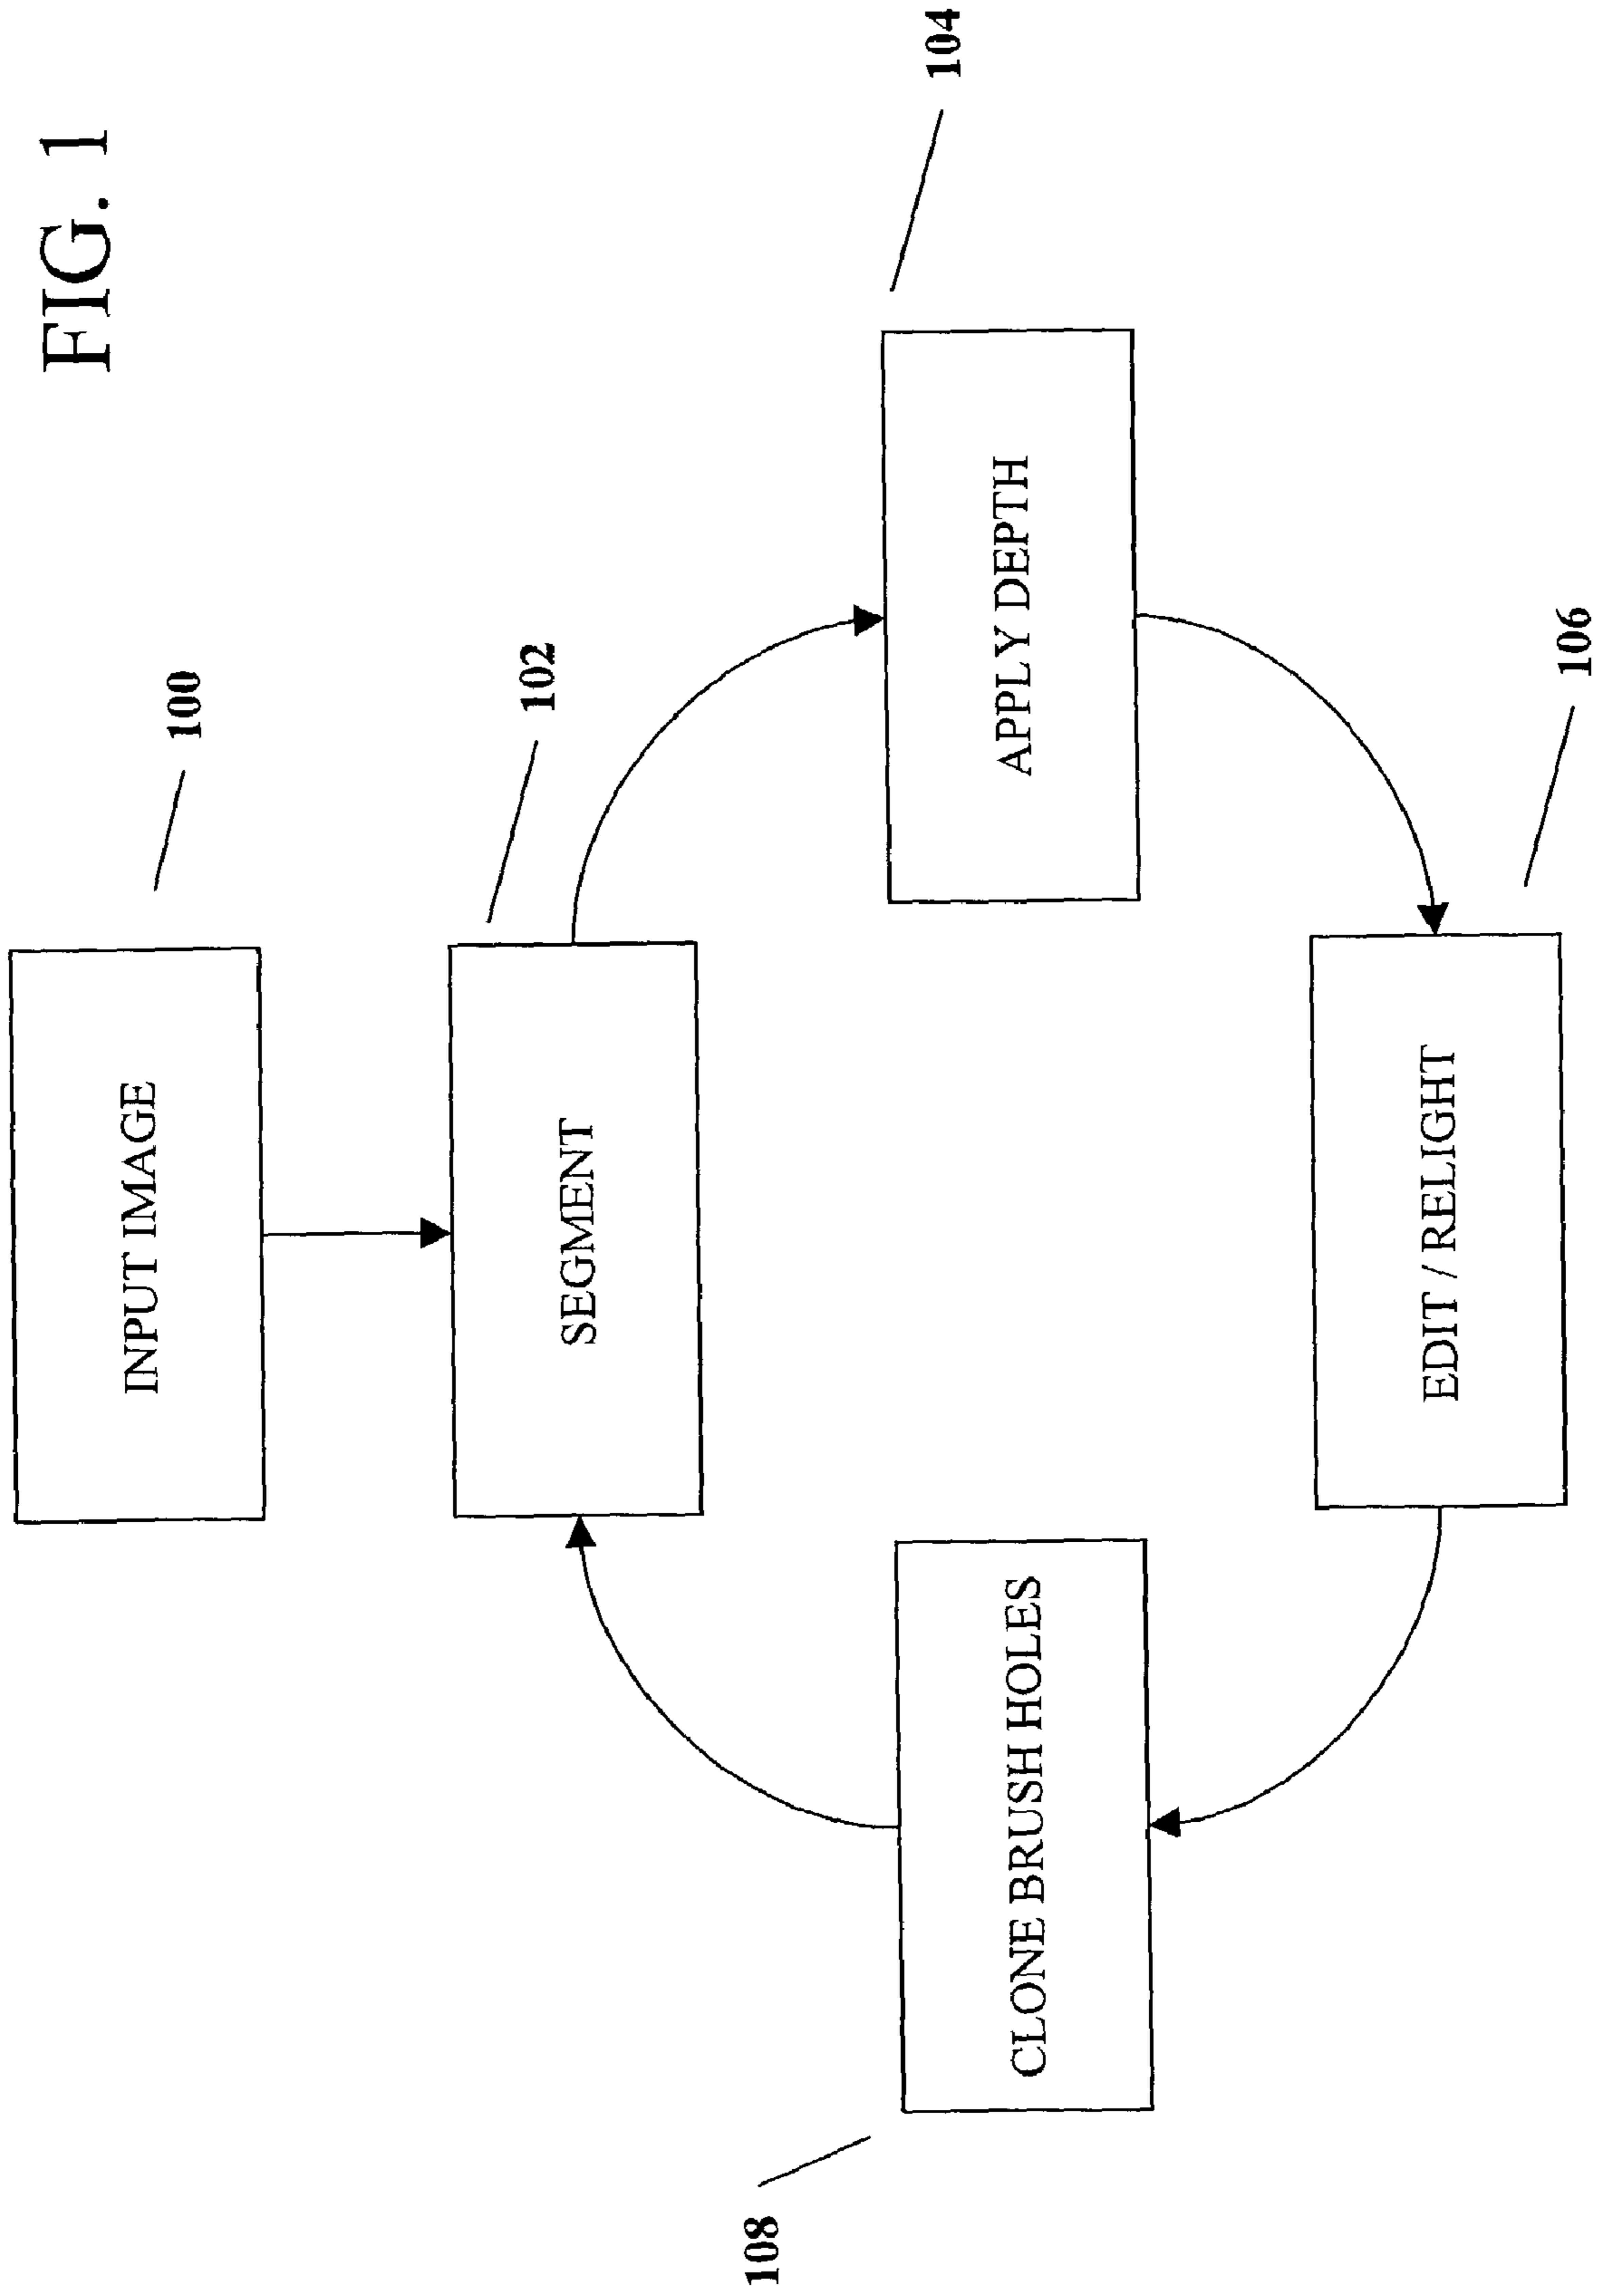 FIG. 1
INPUT IMAGE
100
SEGMENT
102
APPLY DEPTH
104
CLONE BRUSH HOLES
108
EDIT / RELIGHT
106